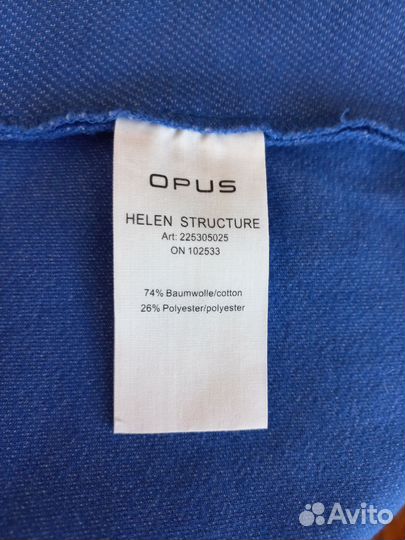 OPUS
HELEN STRUCTURE
Art: 225305025
ON 102533
74% Baumwolle/cotton
26% Polyester/polyester
Avito